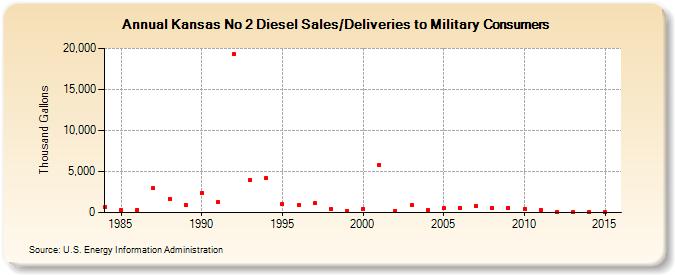 Annual Kansas No 2 Diesel Sales/Deliveries to Military Consumers
Thousand Gallons
20,000
15,000
10,000
5,000
0
1985 1990 1995 2000 2005 2010 2015
Source: U.S. Energy Information Administration